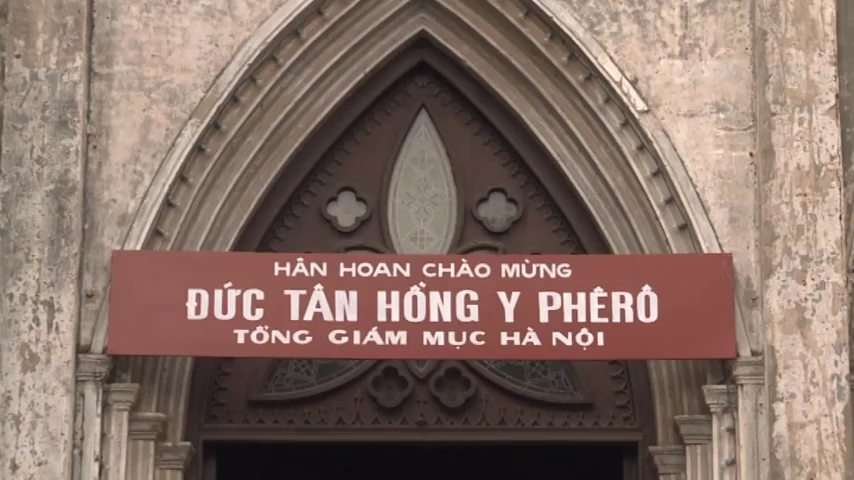 HÂN HOAN CHÀO MỪNG
ĐỨC TÂN HỒNG Y PHÊRÔ
TỔNG GIÁM MỤC HÀ NỘI